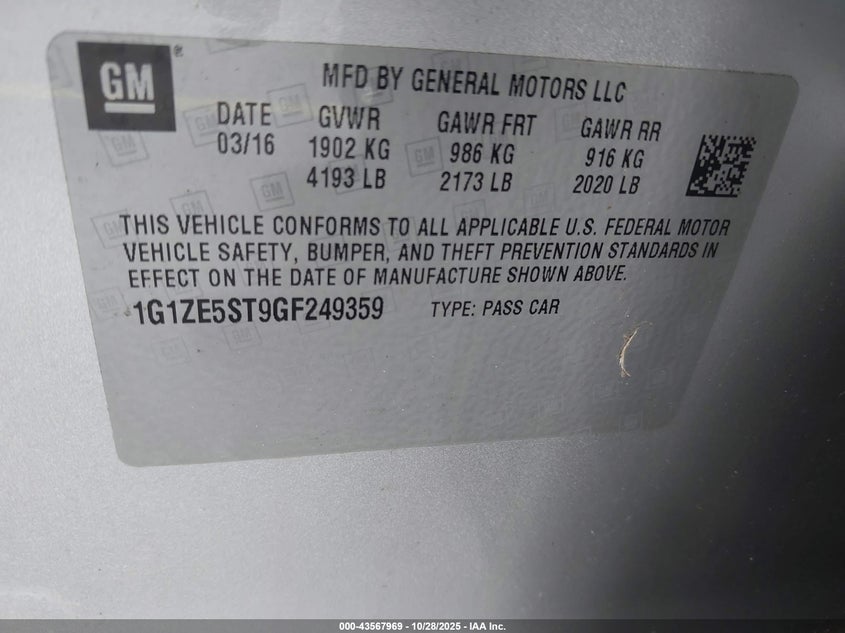 GM
MFD BY GENERAL MOTORS LLC
DATE GVWR GAWR FRT GAWR RR
03/16 1902 KG 986 KG 916 KG
4193 LB 2173 LB 2020 LB
THIS VEHICLE CONFORMS TO ALL APPLICABLE U.S. FEDERAL MOTOR
VEHICLE SAFETY, BUMPER, AND THEFT PREVENTION STANDARDS IN
EFFECT ON THE DATE OF MANUFACTURE SHOWN ABOVE.
1G1ZE5ST9GF249359 TYPE: PASS CAR
000-43567969 | 10/28/2025 - IAA Inc.